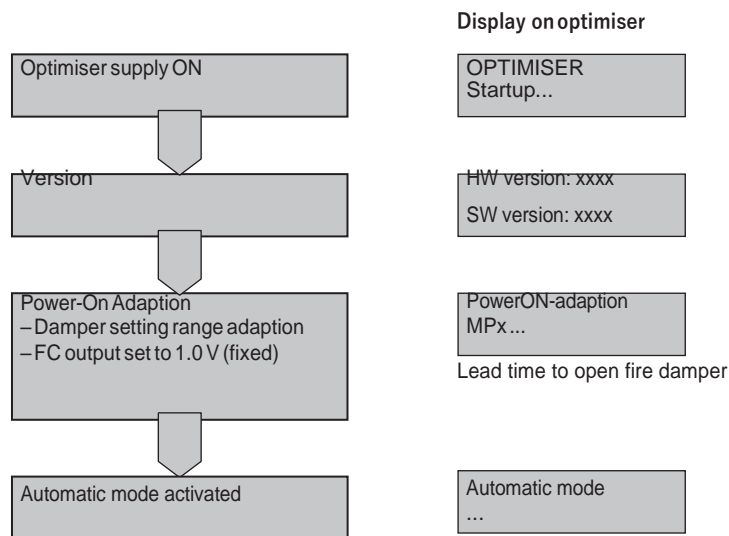 Display on optimiser
Optimiser supply ON
OPTIMISER
Startup...
Version
HW version: xxxx
SW version: xxxx
Power-On Adaption
– Damper setting range adaption
– FC output set to 1.0 V (fixed)
PowerON-adaption
MPx ...
Lead time to open fire damper
Automatic mode activated
Automatic mode
...